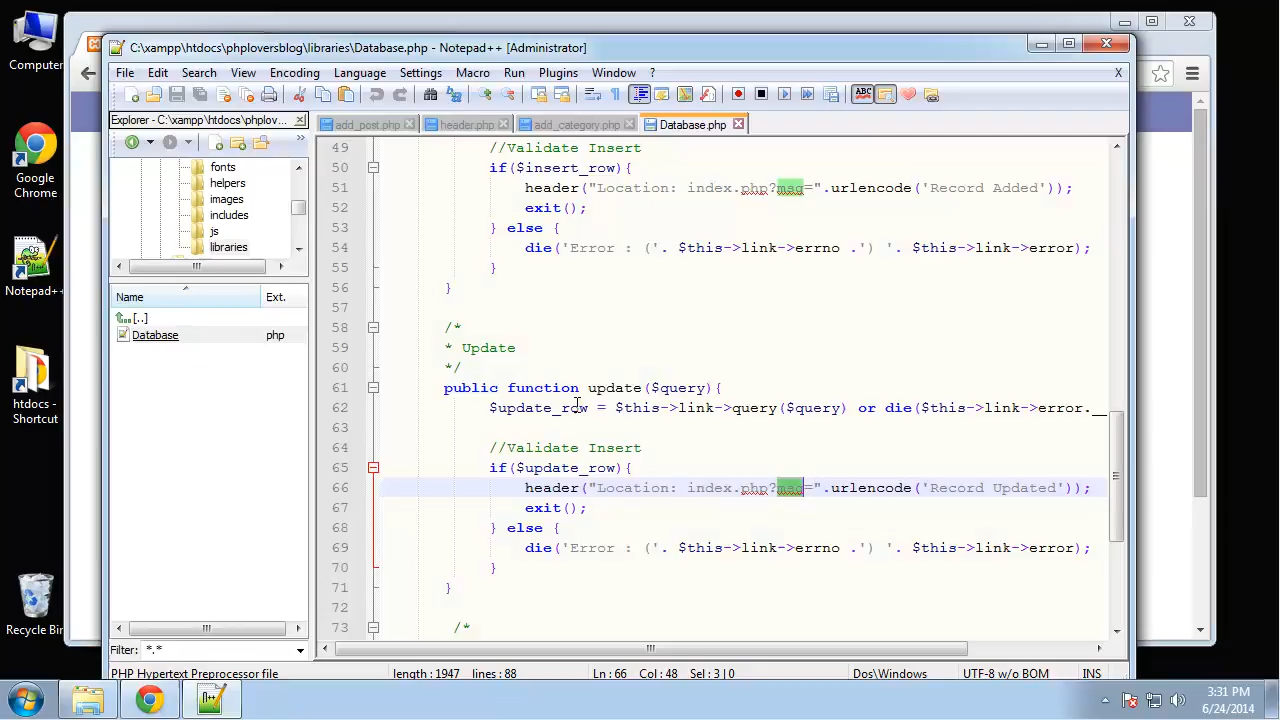 Computer
Google
Chrome
Notepad++
htdocs -
Shortcut
Recycle Bin
C:\xampp\htdocs\phploversblog\libraries\Database.php - Notepad++ [Administrator]
File Edit Search View Encoding Language Settings Macro Run Plugins Window ? X
Explorer - C:\xampp\htdocs\phplov...
add_post.php header.php add_category.php Database.php
fonts
helpers
images
includes
js
libraries
Name Ext.
[..]
Database php
Filter: *.*
49 //Validate Insert
50 if($insert_row){
51 header("Location: index.php?msg=".urlencode('Record Added'));
52 exit();
53 } else {
54 die('Error : ('. $this->link->errno .') '. $this->link->error);
55 }
56 }
57
58 /*
59 * Update
60 */
61 public function update($query){
62 $update_row = $this->link->query($query) or die($this->link->error.__
63
64 //Validate Insert
65 if($update_row){
66 header("Location: index.php?msg=".urlencode('Record Updated'));
67 exit();
68 } else {
69 die('Error : ('. $this->link->errno .') '. $this->link->error);
70 }
71 }
72
73 /*
PHP Hypertext Preprocessor file length : 1947 lines : 88 Ln : 66 Col : 48 Sel : 3 | 0 Dos\Windows UTF-8 w/o BOM INS
3:31 PM
6/24/2014